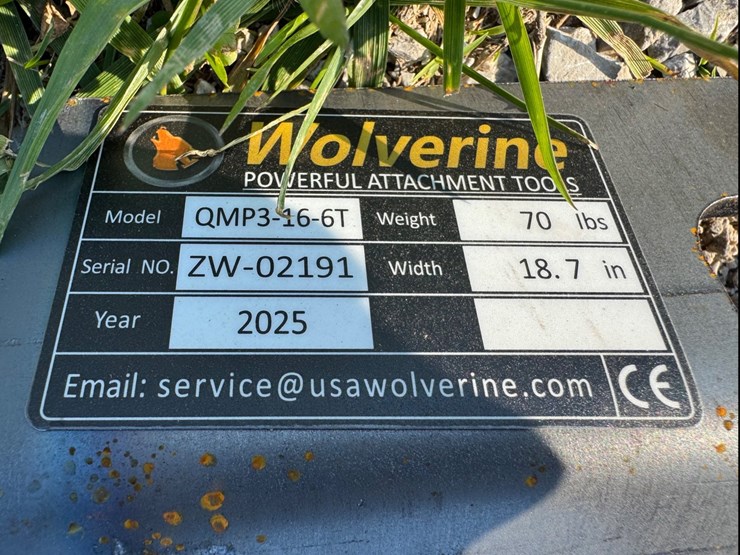 Wolverine
POWERFUL ATTACHMENT TOOLS
Model QMP3-16-6T Weight 70 lbs
Serial NO. ZW-02191 Width 18.7 in
Year 2025
Email: service@usawolverine.com CE